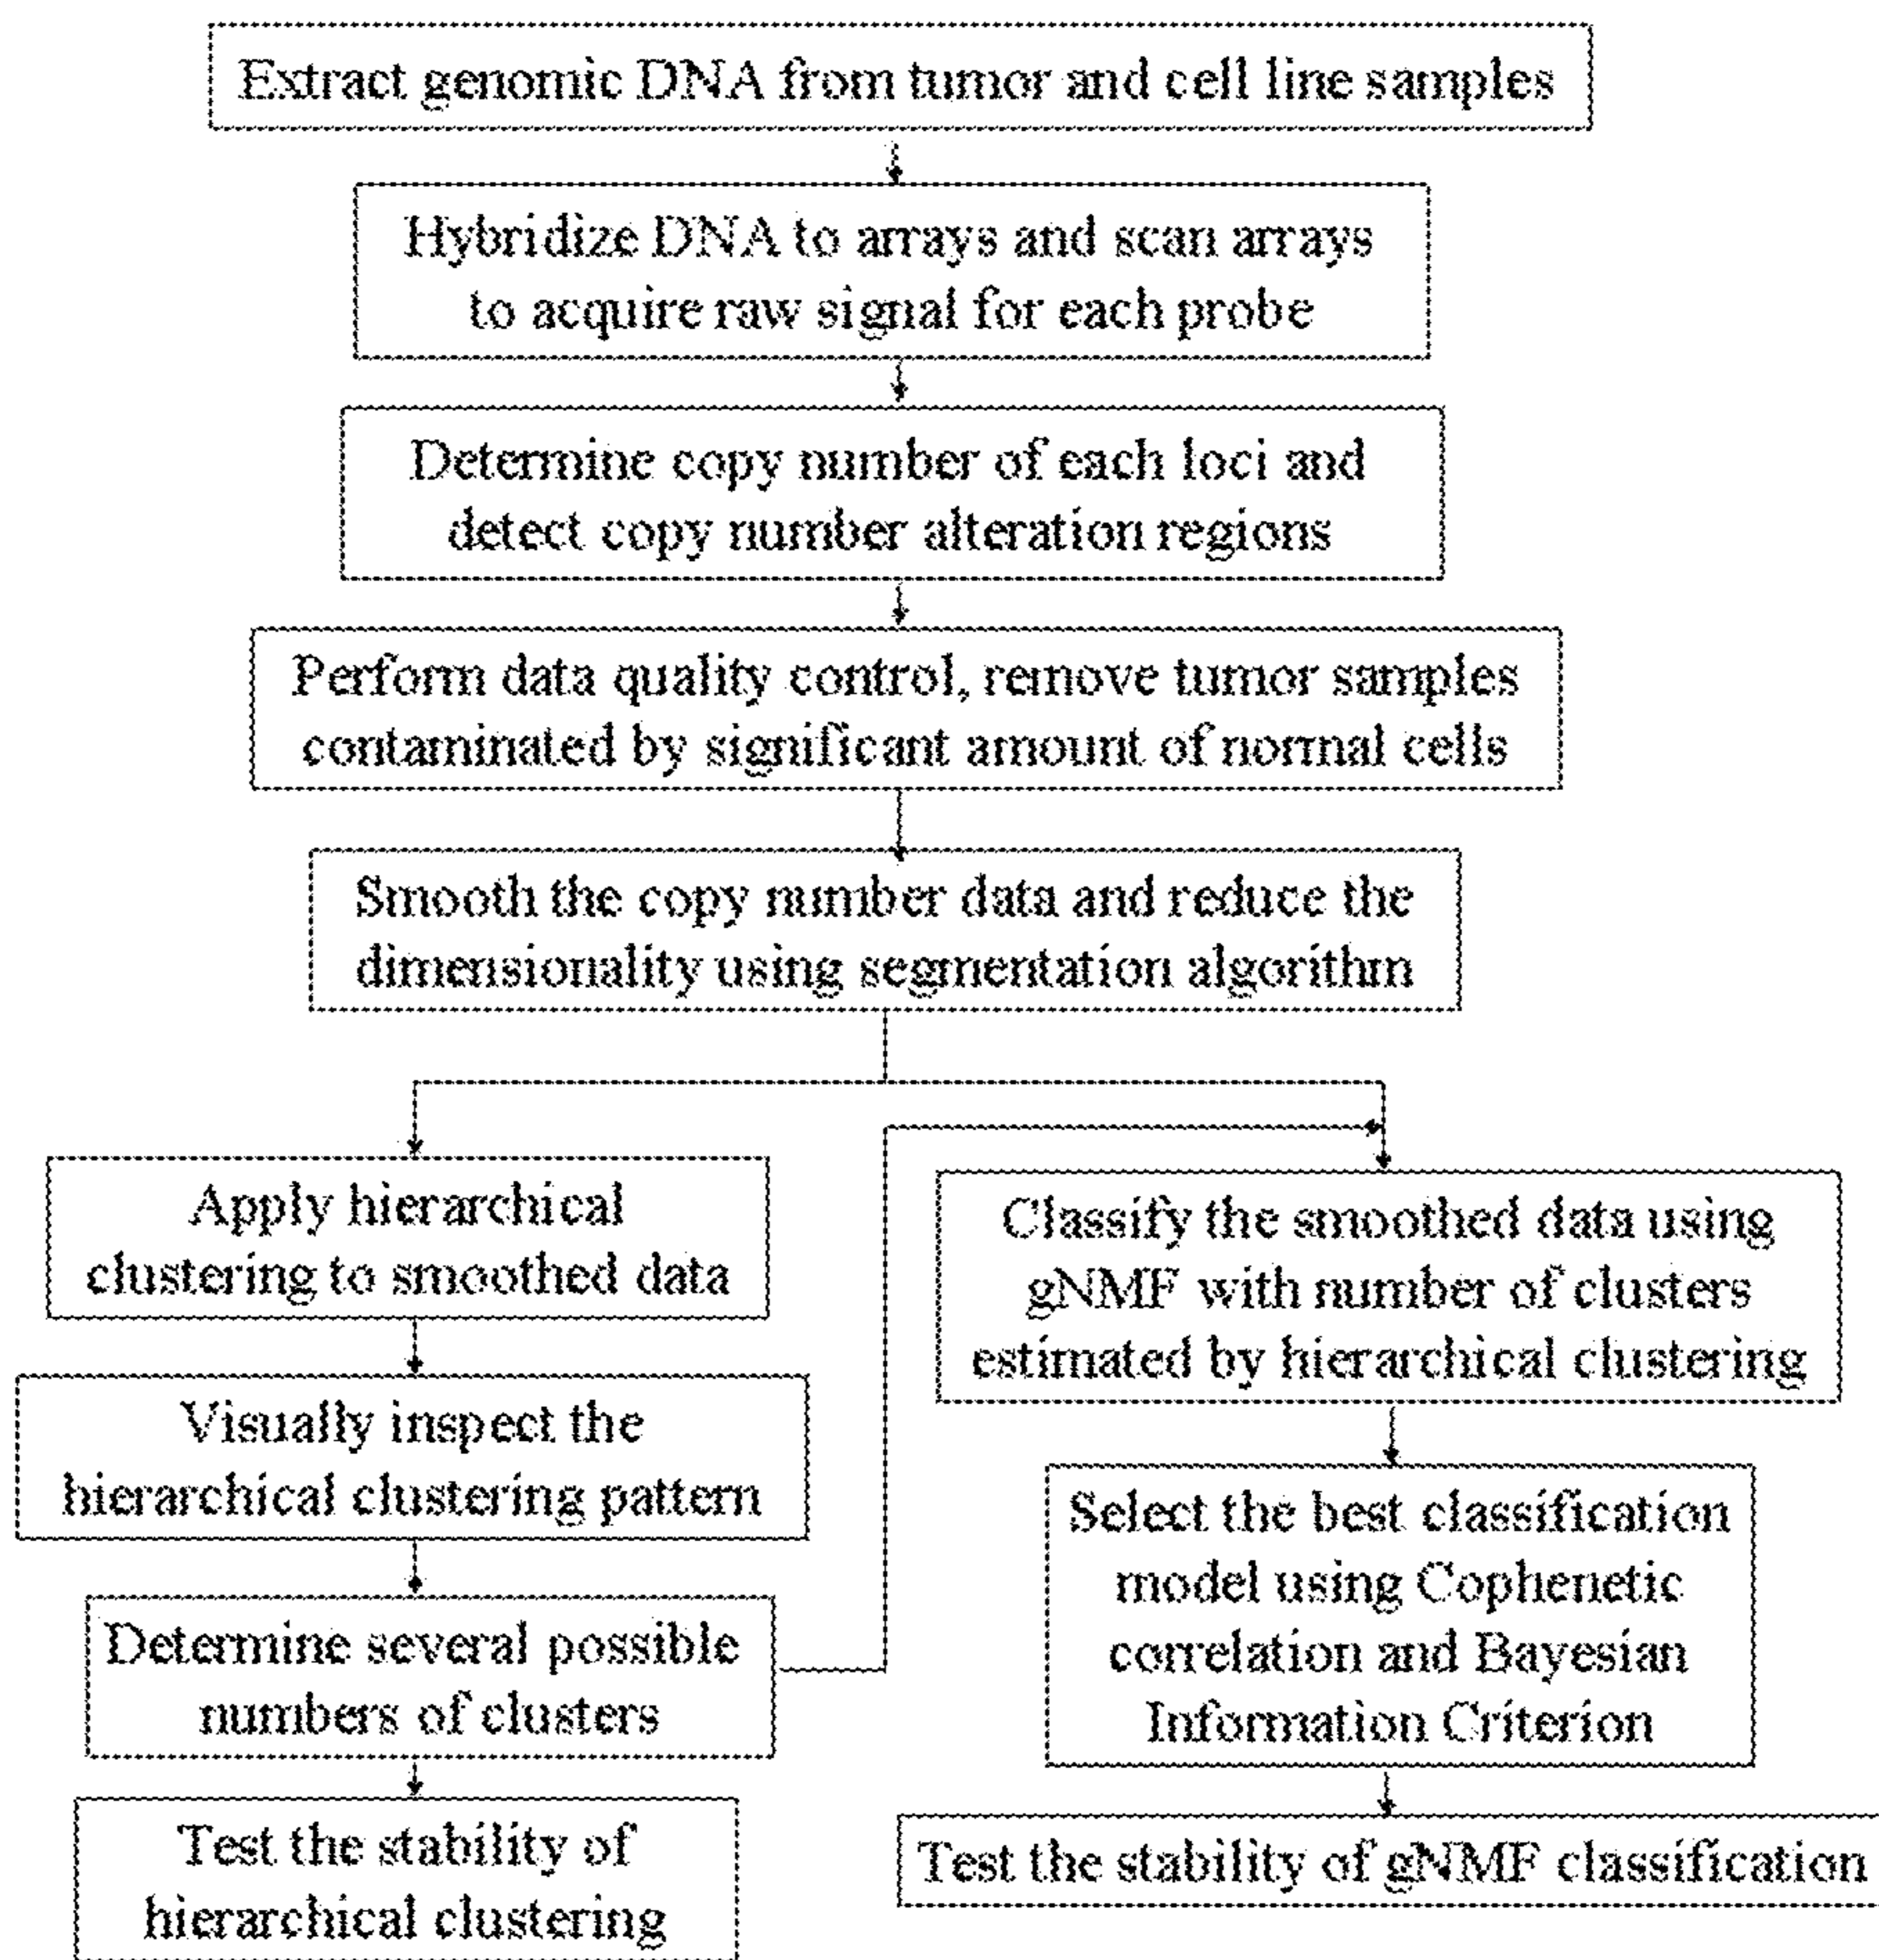 Extract genomic DNA from tumor and cell line samples
Hybridize DNA to arrays and scan arrays
to acquire raw signal for each probe
Determine copy number of each loci and
detect copy number alteration regions
Perform data quality control, remove tumor samples
contaminated by significant amount of normal cells
Smooth the copy number data and reduce the
dimensionality using segmentation algorithm
Apply hierarchical
clustering to smoothed data
Visually inspect the
hierarchical clustering pattern
Determine several possible
numbers of clusters
Test the stability of
hierarchical clustering
Classify the smoothed data using
gNMF with number of clusters
estimated by hierarchical clustering
Select the best classification
model using Cophenetic
correlation and Bayesian
Information Criterion
Test the stability of gNMF classification